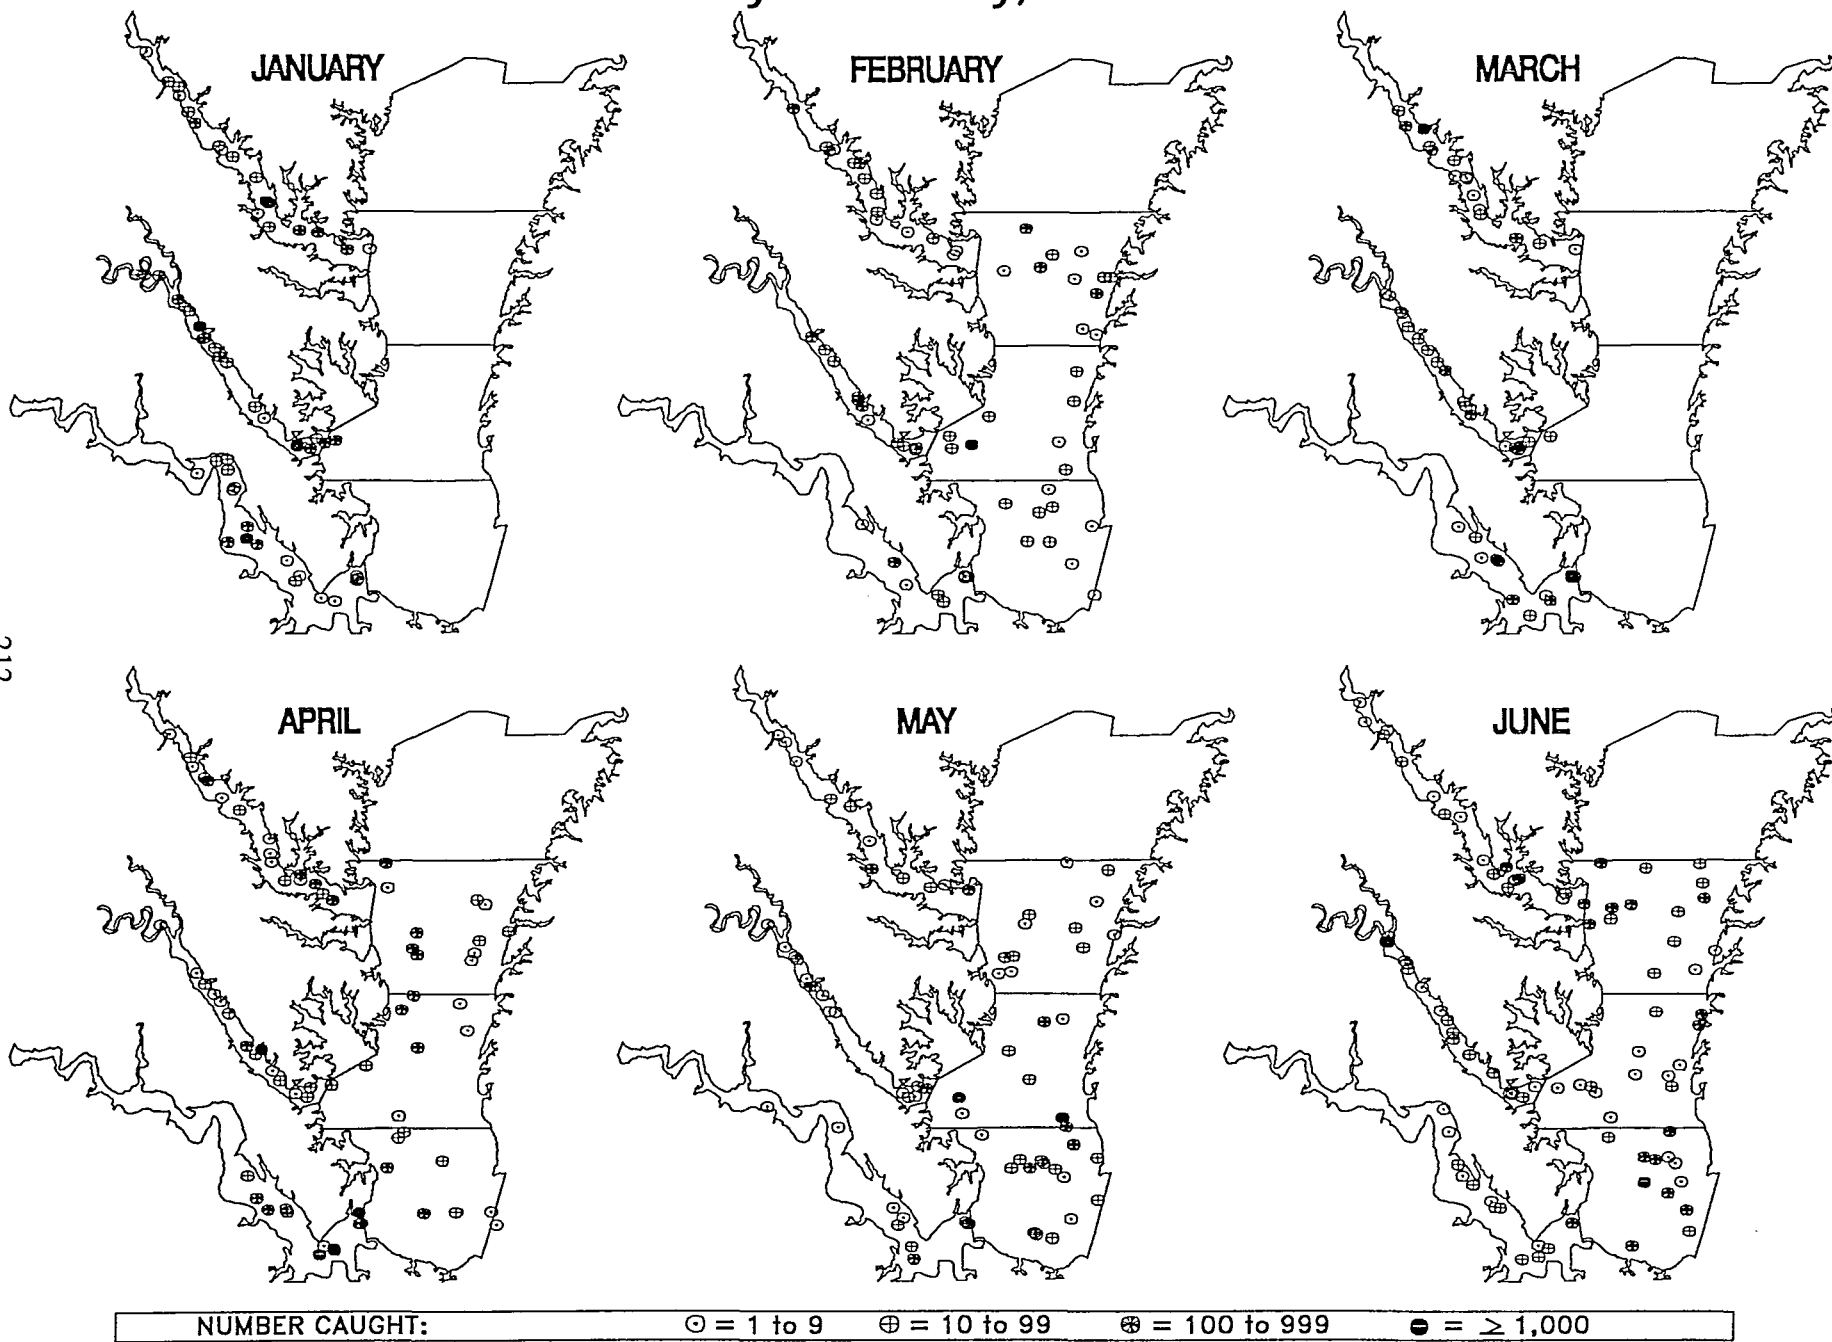 JANUARY FEBRUARY MARCH
APRIL MAY JUNE
NUMBER CAUGHT: ⊙ = 1 to 9 ⊕ = 10 to 99 ⊛ = 100 to 999 ⊖ = ≥ 1,000